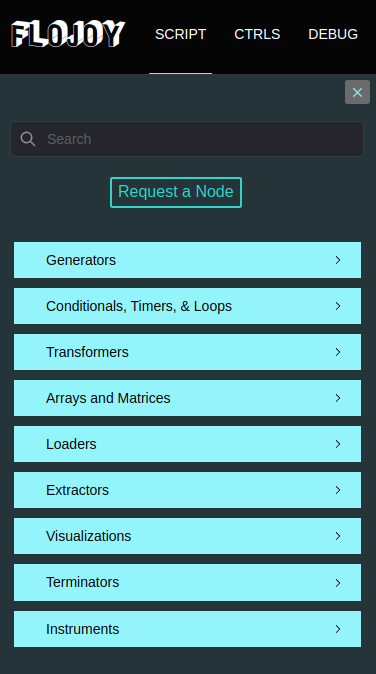 FLOJOY SCRIPT CTRLS DEBUG
Search
Request a Node
Generators
Conditionals, Timers, & Loops
Transformers
Arrays and Matrices
Loaders
Extractors
Visualizations
Terminators
Instruments